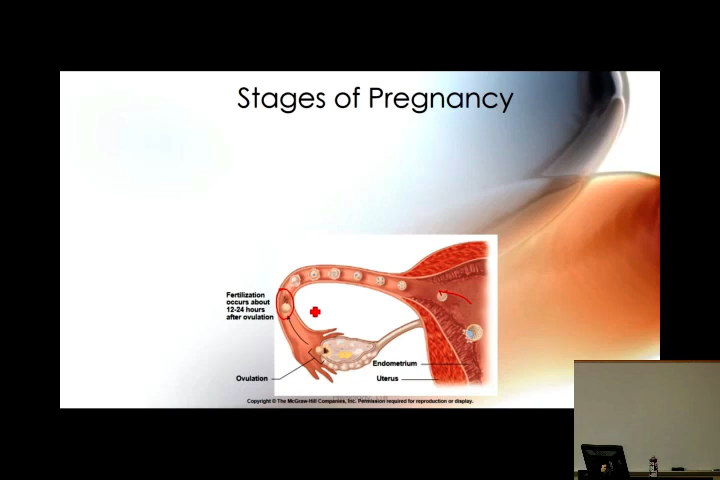 Stages of Pregnancy
Fertilization
occurs about
12-24 hours
after ovulation
Endometrium
Ovulation
Uterus
Copyright © The McGraw-Hill Companies, Inc. Permission required for reproduction or display.